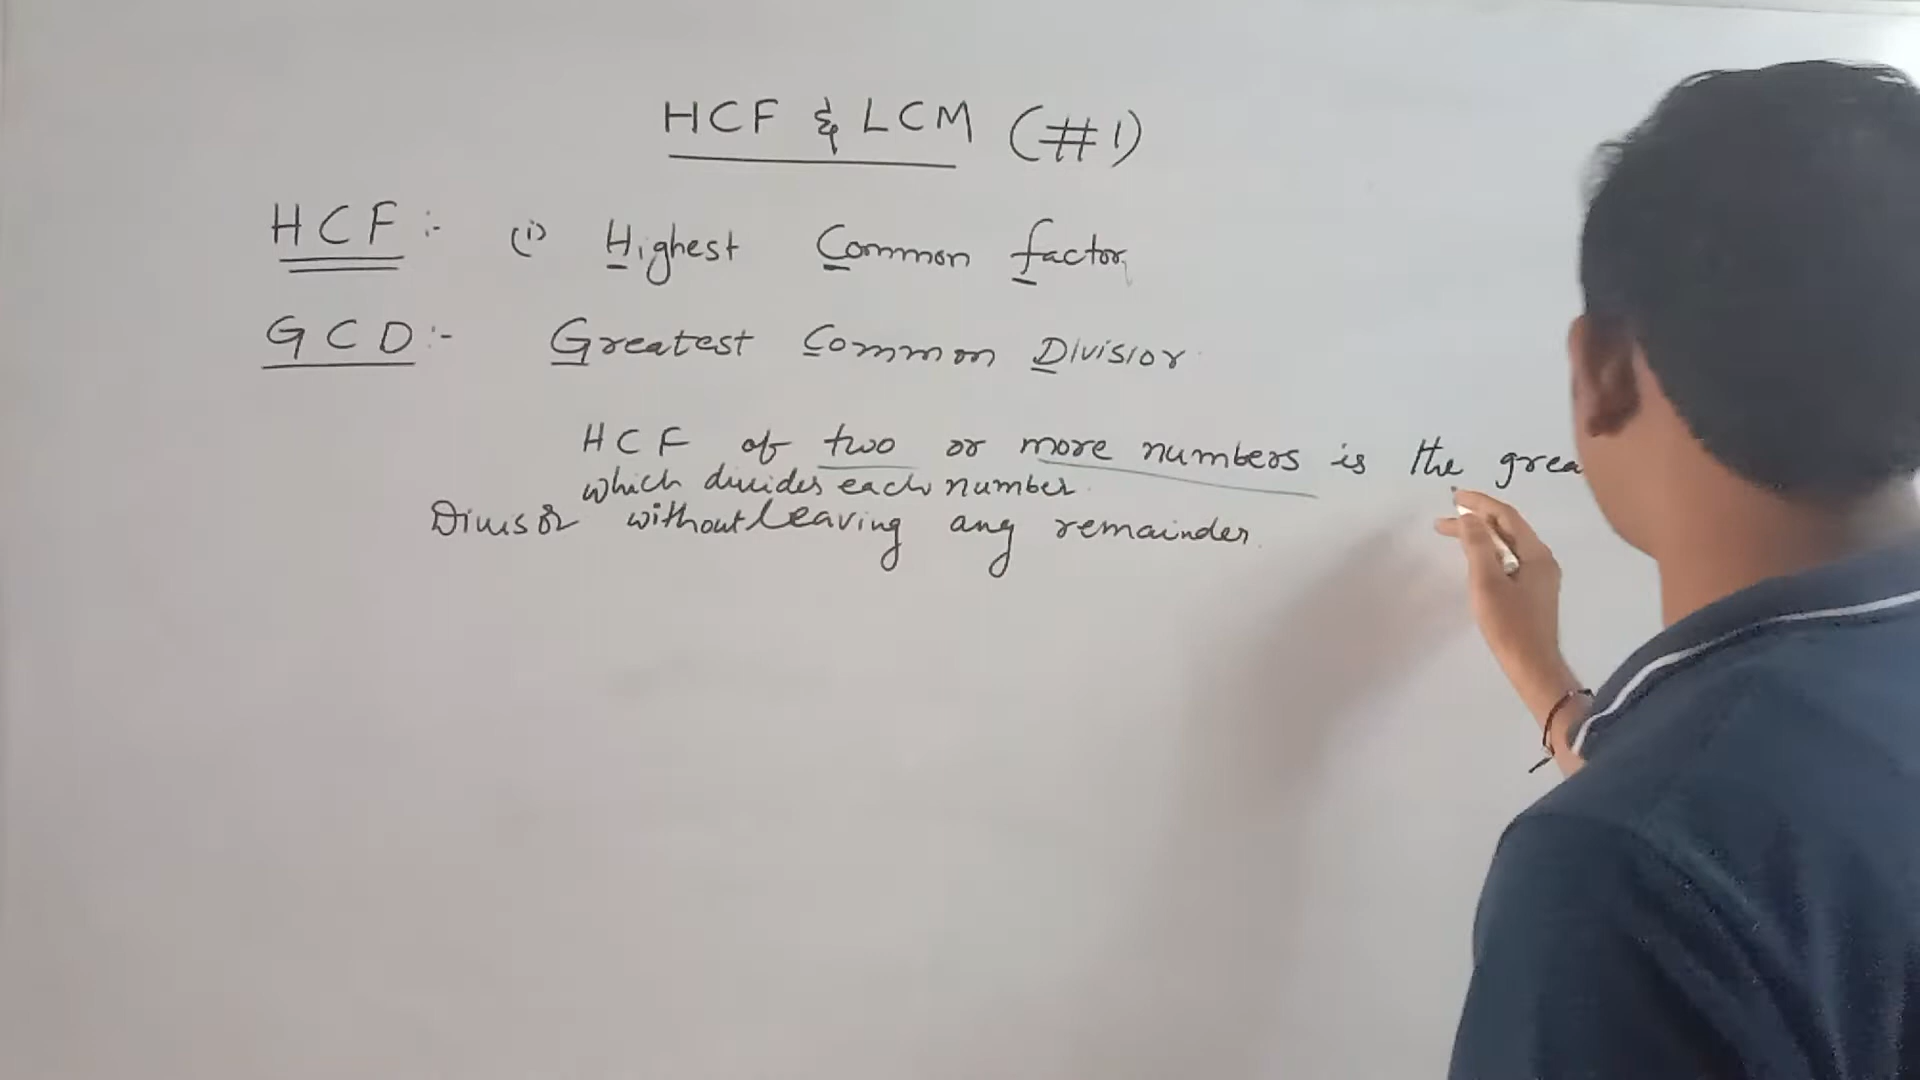 HCF & LCM (#1)
HCF :- (i) Highest Common factor
GCD :- Greatest Common Divisior
HCF of two or more numbers is the grea
which divides each number
Divisor without leaving any remainder.